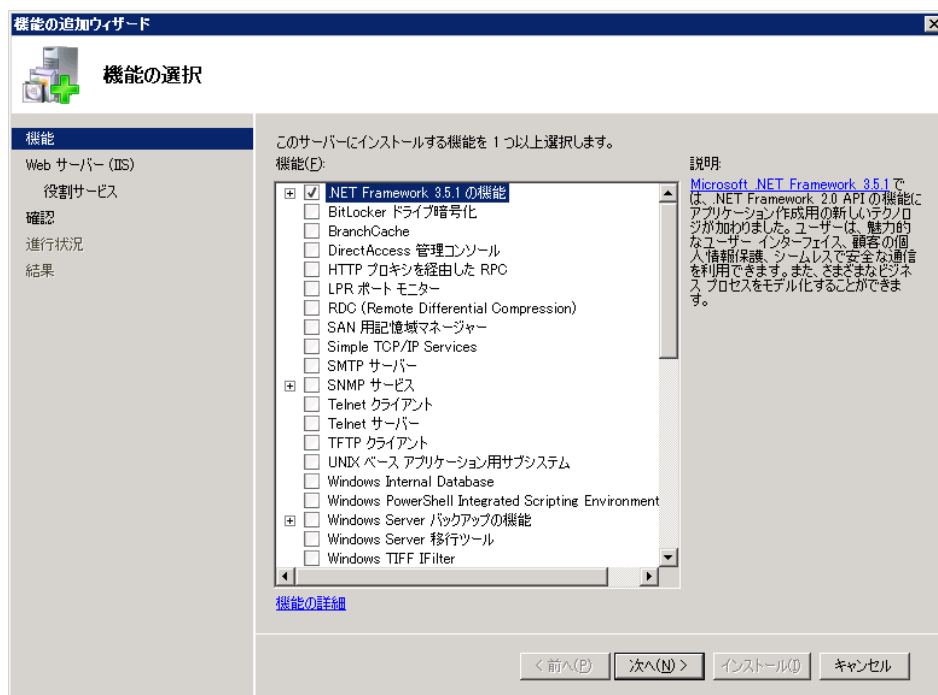 機能の追加ウィザード
機能の選択
機能
Web サーバー (IIS)
役割サービス
確認
進行状況
結果
このサーバーにインストールする機能を 1 つ以上選択します。
機能(F):
.NET Framework 3.5.1 の機能
BitLocker ドライブ暗号化
BranchCache
DirectAccess 管理コンソール
HTTP プロキシを経由した RPC
LPR ポート モニター
RDC (Remote Differential Compression)
SAN 用記憶域マネージャー
Simple TCP/IP Services
SMTP サーバー
SNMP サービス
Telnet クライアント
Telnet サーバー
TFTP クライアント
UNIX ベース アプリケーション用サブシステム
Windows Internal Database
Windows PowerShell Integrated Scripting Environment
Windows Server バックアップの機能
Windows Server 移行ツール
Windows TIFF IFilter
機能の詳細
説明:
Microsoft .NET Framework 3.5.1 で
は、.NET Framework 2.0 API の機能に
アプリケーション作成用の新しいテクノロ
ジが加わりました。ユーザーは、魅力的
なユーザー インターフェイス、顧客の個
人情報保護、シームレスで安全な通信
を利用できます。また、さまざまなビジネ
ス プロセスをモデル化することができま
す。
< 前へ(P)
次へ(N) >
インストール(I)
キャンセル